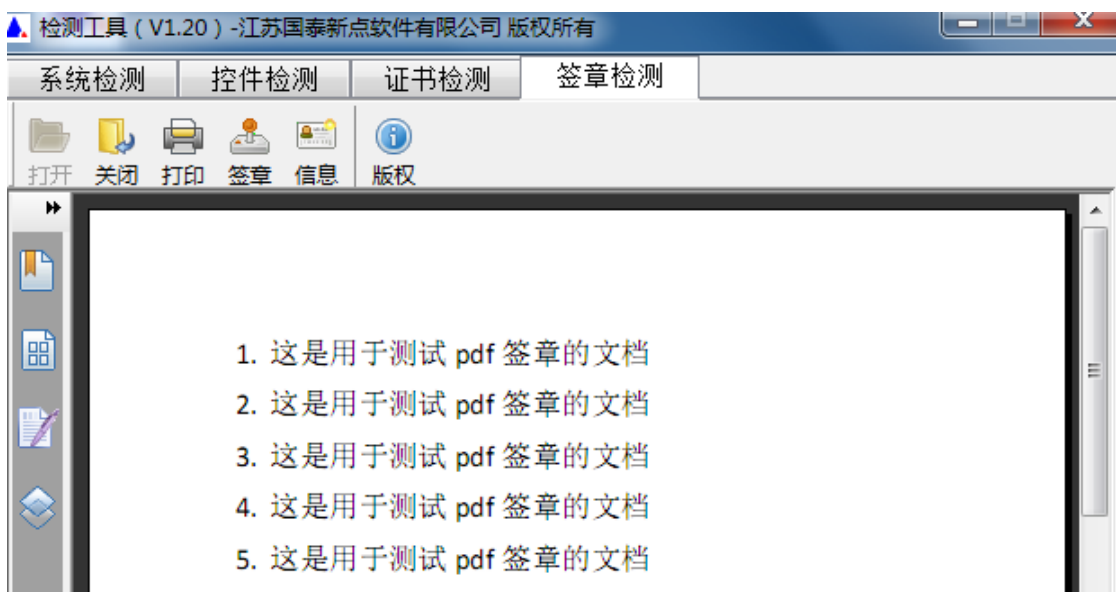 检测工具（V1.20）-江苏国泰新点软件有限公司 版权所有
系统检测 控件检测 证书检测 签章检测
打开 关闭 打印 签章 信息 版权
1. 这是用于测试 pdf 签章的文档
2. 这是用于测试 pdf 签章的文档
3. 这是用于测试 pdf 签章的文档
4. 这是用于测试 pdf 签章的文档
5. 这是用于测试 pdf 签章的文档